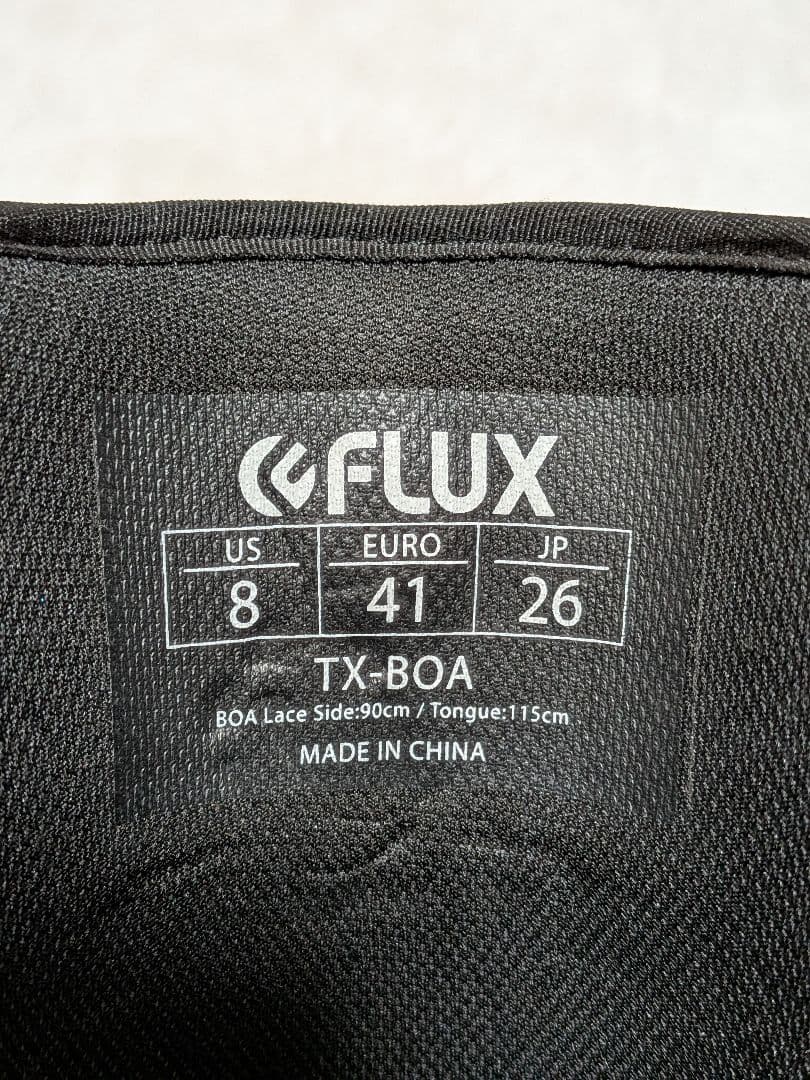 FLUX
US EURO JP
8 41 26
TX-BOA
BOA Lace Side:90cm / Tongue:115cm
MADE IN CHINA